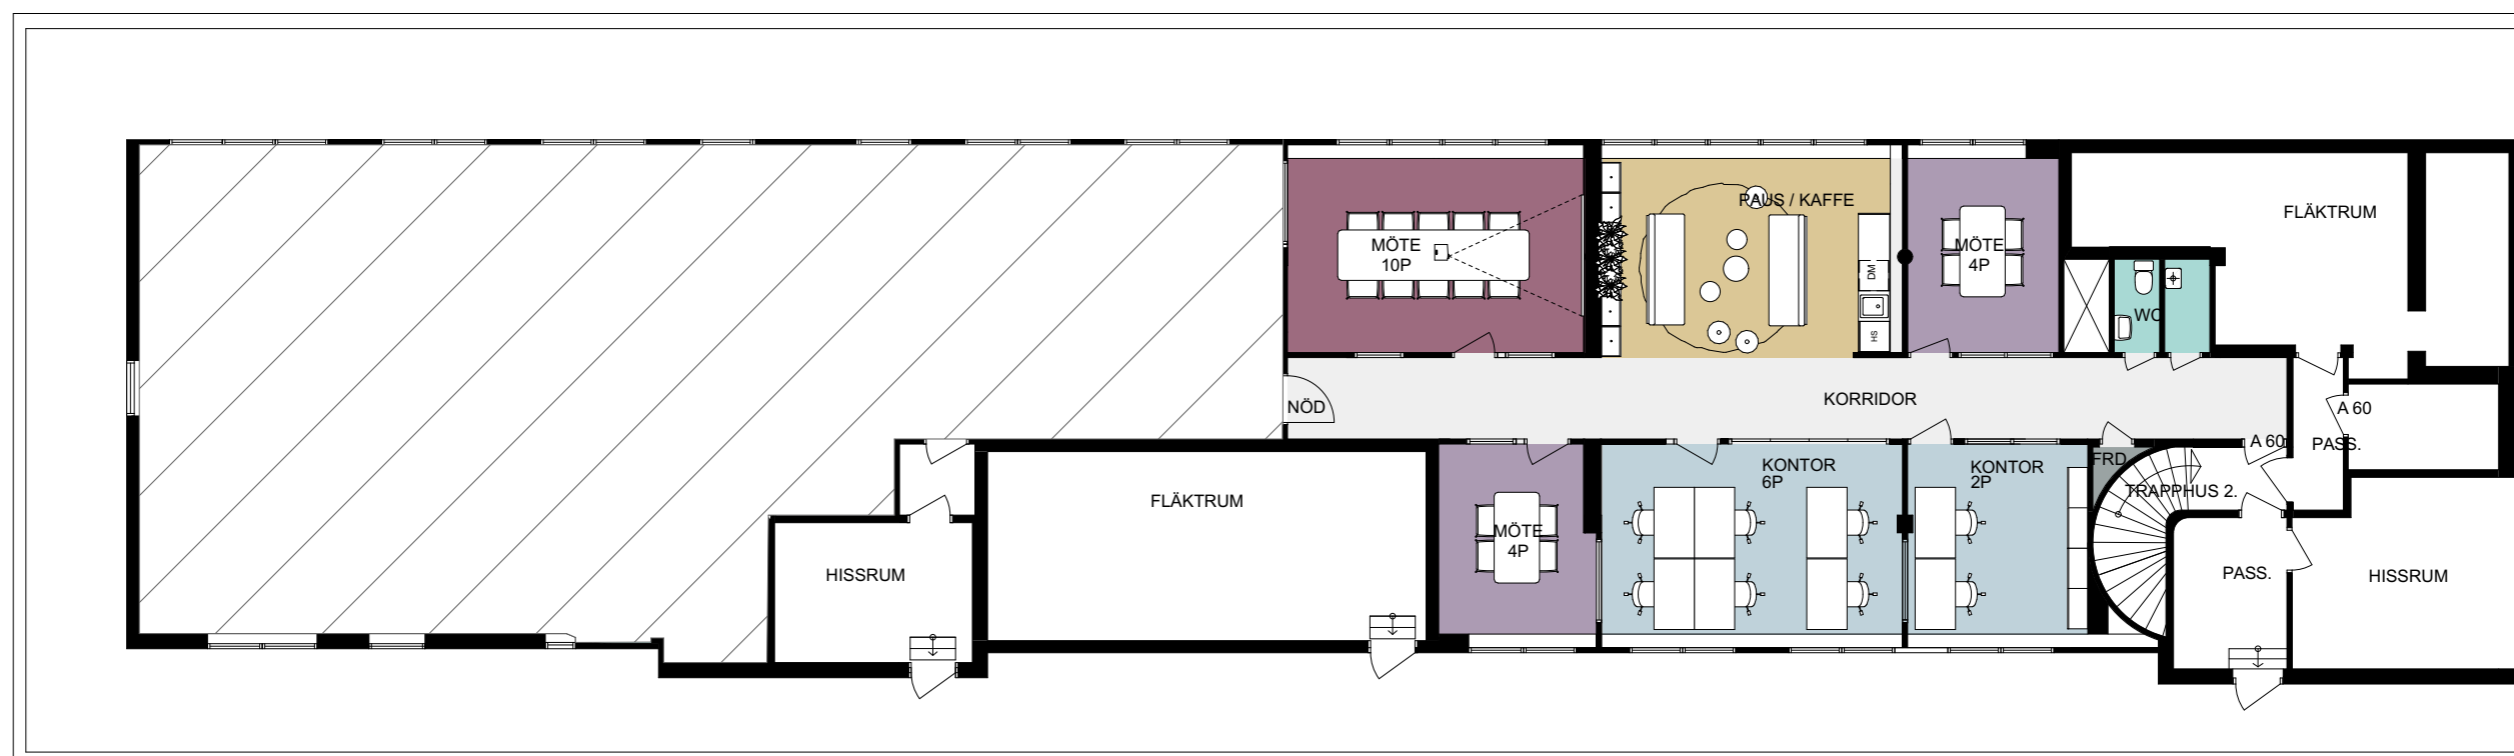 MÖTE
10P
PAUS / KAFFE
DM
HS
MÖTE
4P
WC
FLÄKTRUM
NÖD
KORRIDOR
A 60
A 60
PASS.
FLÄKTRUM
HISSRUM
MÖTE
4P
KONTOR
6P
KONTOR
2P
FRD.
TRAPPHUS 2.
PASS.
HISSRUM